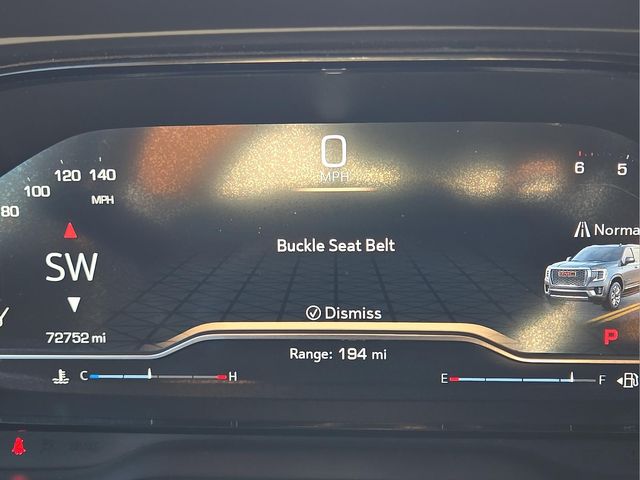 0
MPH
120 140
100
80
MPH
6 5
Norma
SW
Buckle Seat Belt
GMC
Dismiss
72752 mi
P
Range: 194 mi
C H
E F